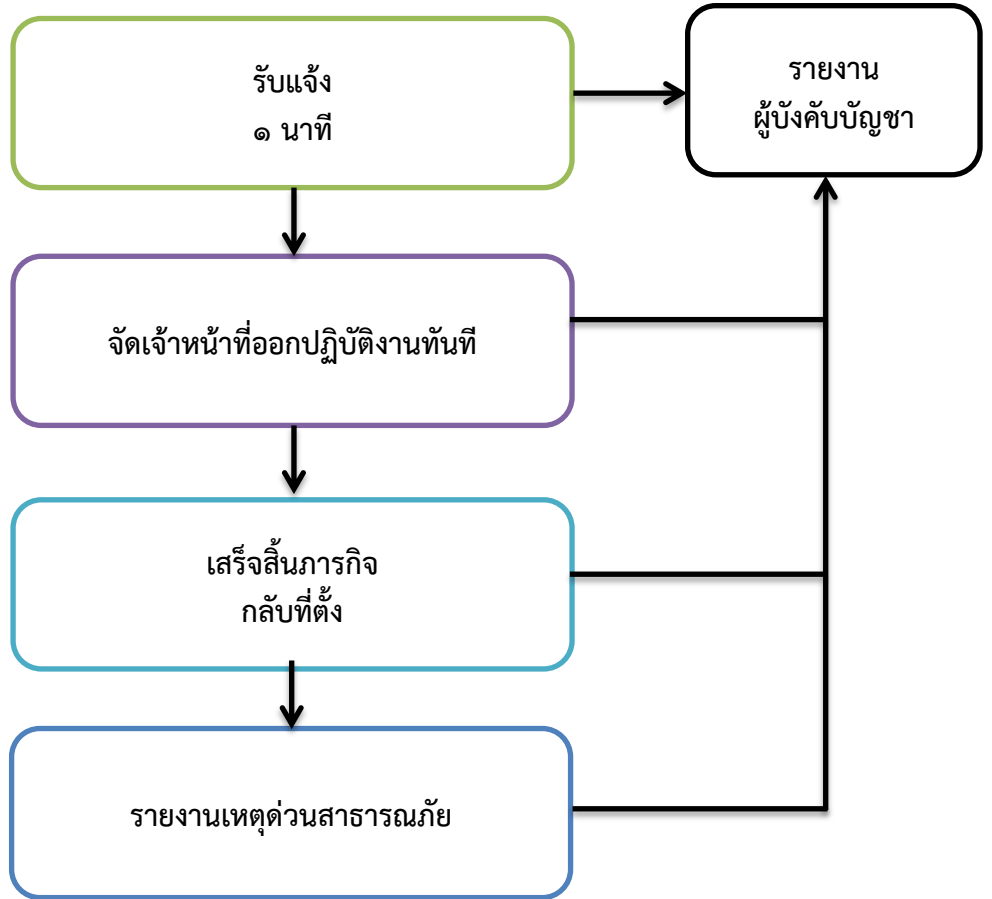 รับแจ้ง
๑ นาที
รายงาน
ผู้บังคับบัญชา
จัดเจ้าหน้าที่ออกปฏิบัติงานทันที
เสร็จสิ้นภารกิจ
กลับที่ตั้ง
รายงานเหตุด่วนสาธารณภัย